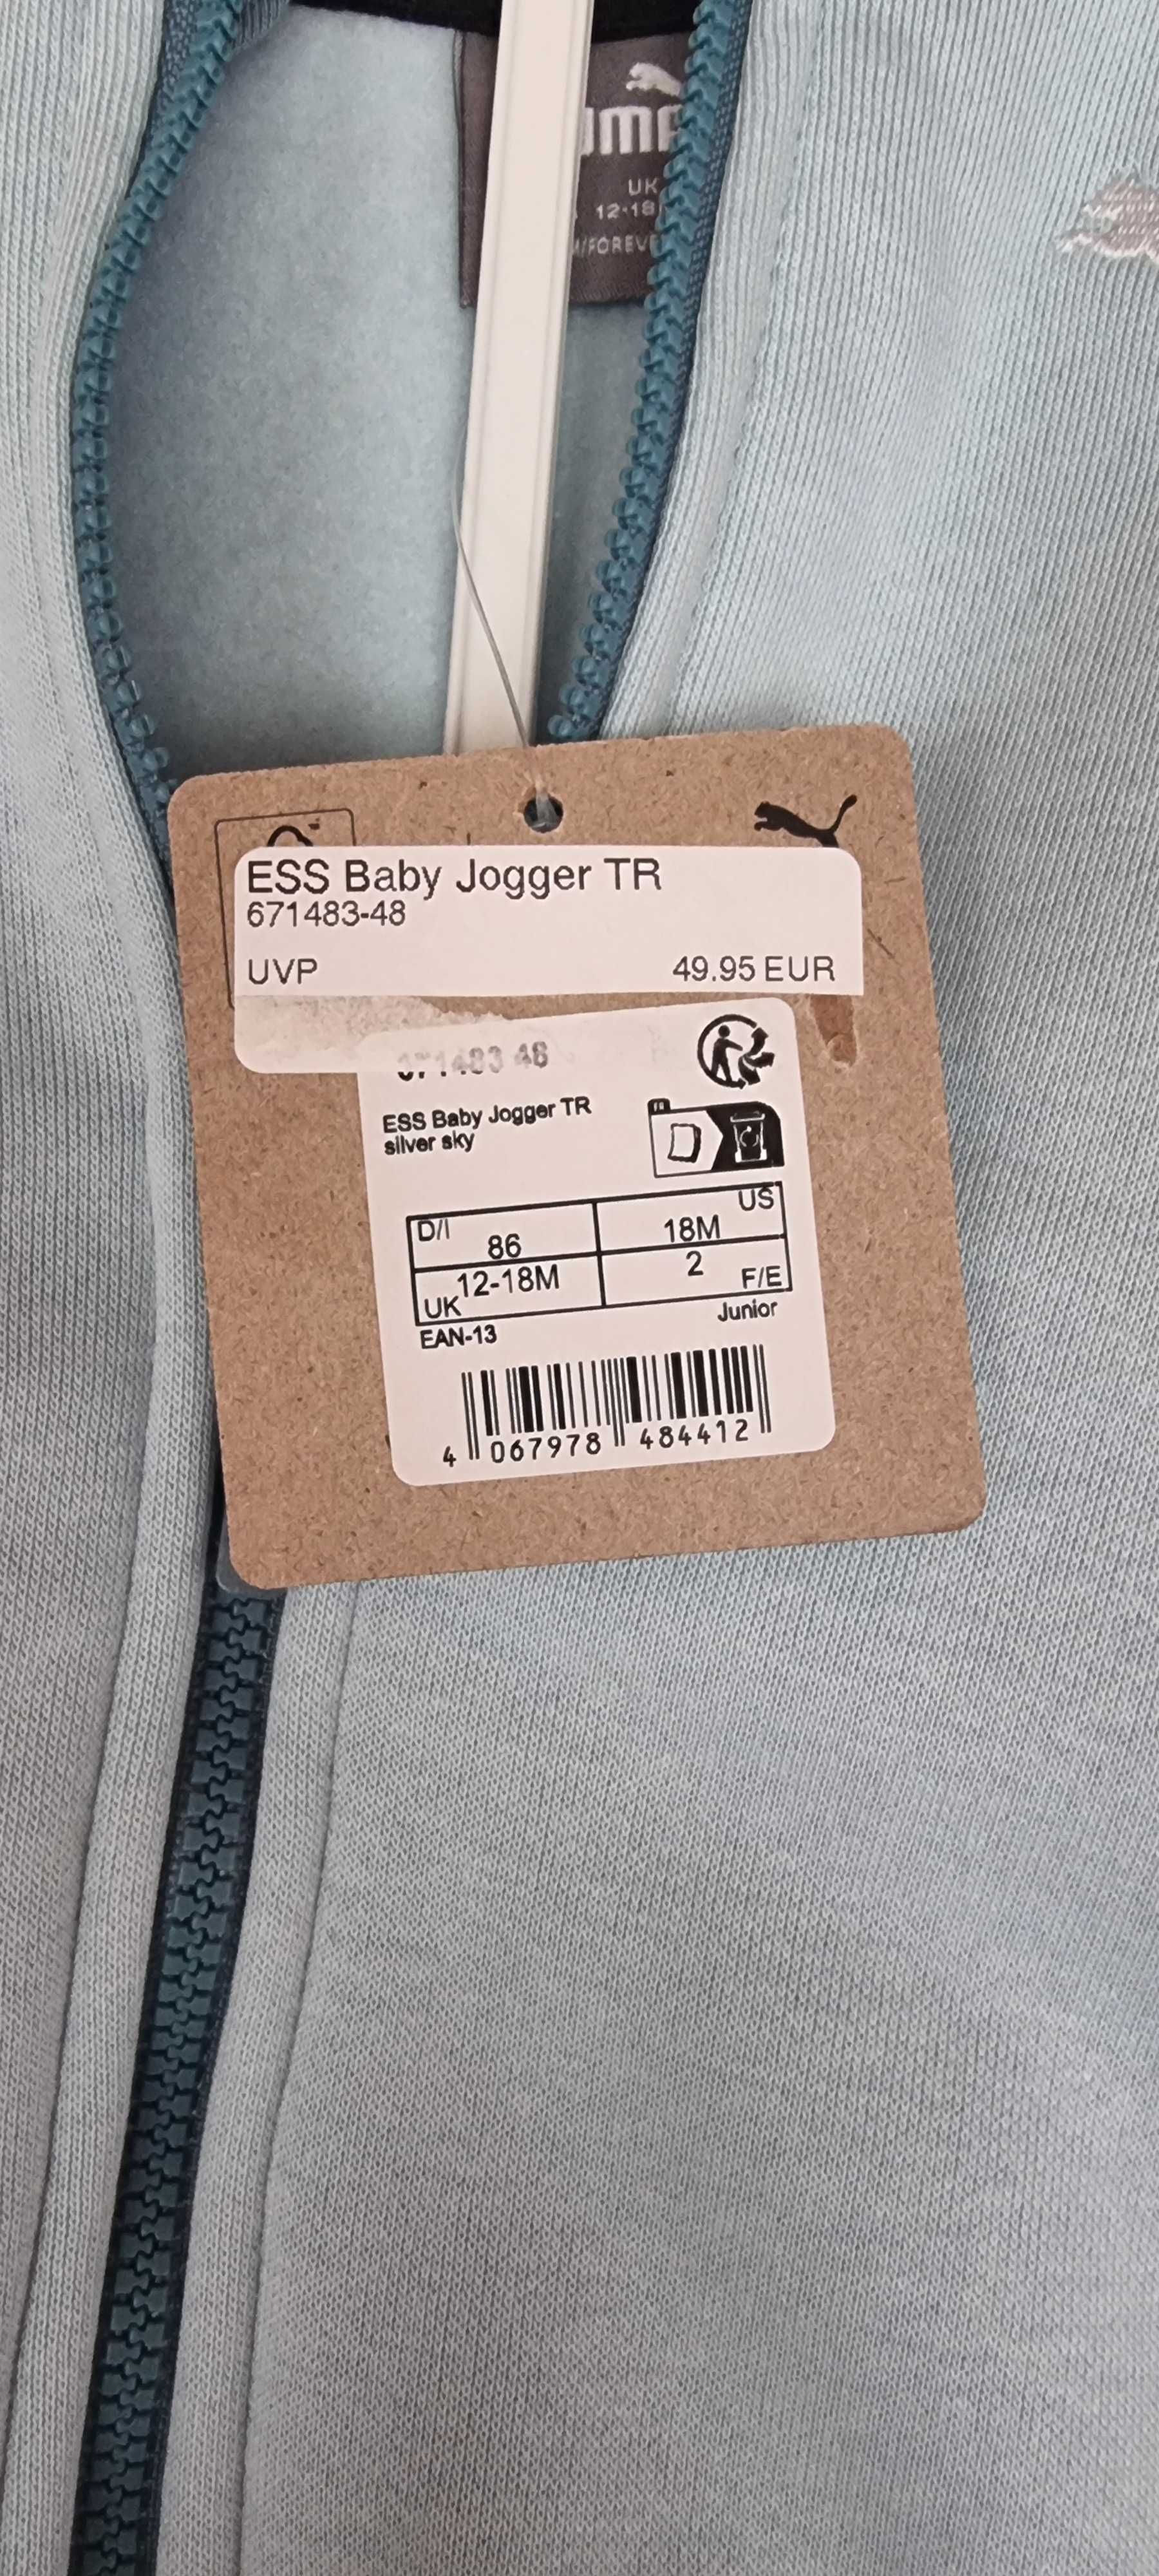 UK
12-18
ESS Baby Jogger TR
671483-48
UVP 49.95 EUR
671483 48
ESS Baby Jogger TR
silver sky
D/I 86 18M US
UK 12-18M 2 F/E
EAN-13 Junior
4 067978 484412